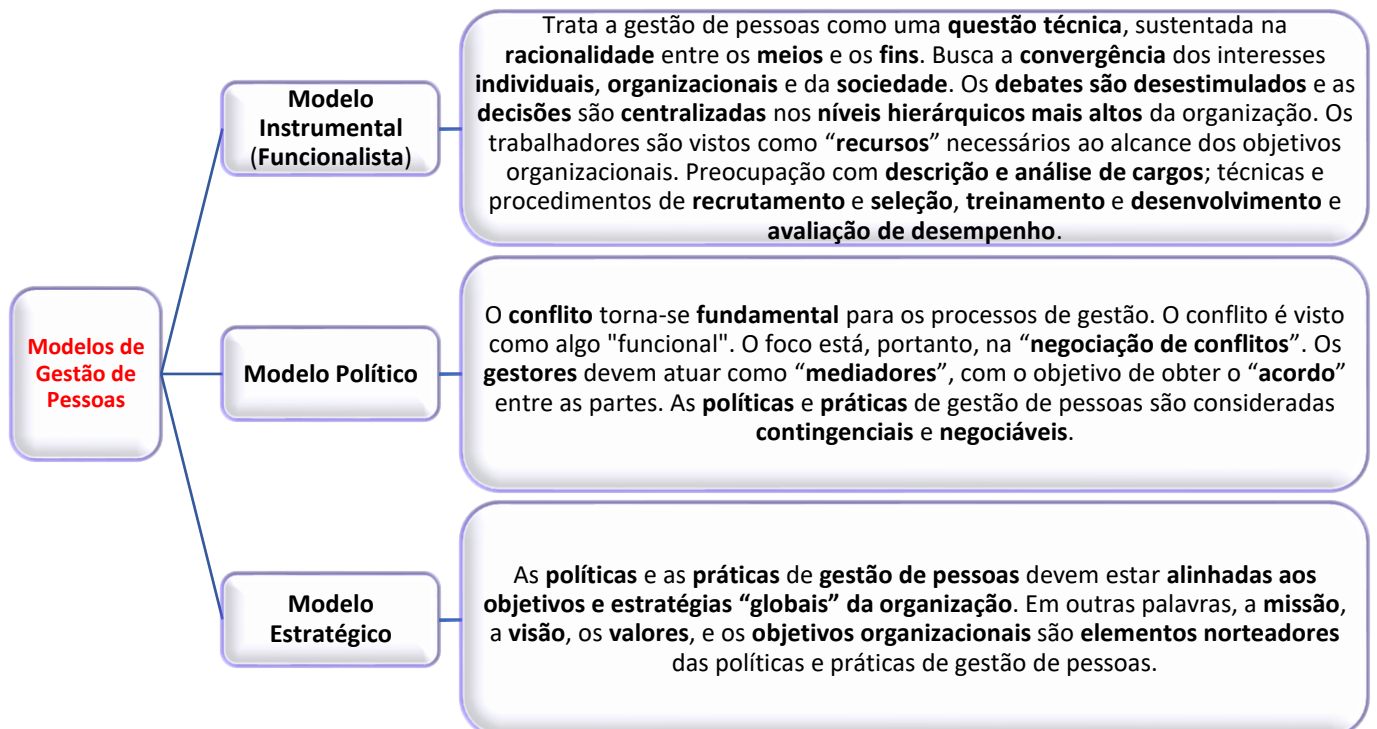 Modelos de
Gestão de
Pessoas
Modelo
Instrumental
(Funcionalista)
Trata a gestão de pessoas como uma questão técnica, sustentada na
racionalidade entre os meios e os fins. Busca a convergência dos interesses
individuais, organizacionais e da sociedade. Os debates são desestimulados e as
decisões são centralizadas nos níveis hierárquicos mais altos da organização. Os
trabalhadores são vistos como “recursos” necessários ao alcance dos objetivos
organizacionais. Preocupação com descrição e análise de cargos; técnicas e
procedimentos de recrutamento e seleção, treinamento e desenvolvimento e
avaliação de desempenho.
Modelo Político
O conflito torna-se fundamental para os processos de gestão. O conflito é visto
como algo "funcional". O foco está, portanto, na “negociação de conflitos”. Os
gestores devem atuar como “mediadores”, com o objetivo de obter o “acordo”
entre as partes. As políticas e práticas de gestão de pessoas são consideradas
contingenciais e negociáveis.
Modelo
Estratégico
As políticas e as práticas de gestão de pessoas devem estar alinhadas aos
objetivos e estratégias “globais” da organização. Em outras palavras, a missão,
a visão, os valores, e os objetivos organizacionais são elementos norteadores
das políticas e práticas de gestão de pessoas.